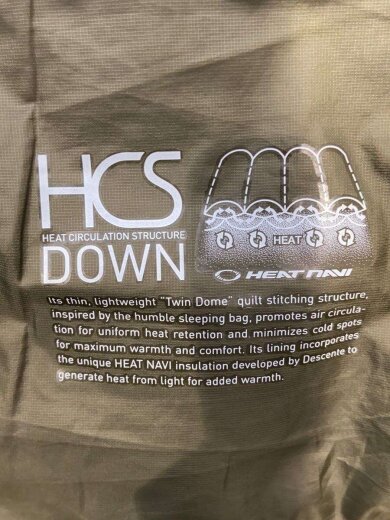 HCS
HEAT CIRCULATION STRUCTURE
DOWN
HEAT
HEAT NAVI
Its thin, lightweight "Twin Dome" quilt stitching structure,
inspired by the humble sleeping bag, promotes air circula-
tion for uniform heat retention and minimizes cold spots
for maximum warmth and comfort. Its lining incorporates
the unique HEAT NAVI insulation developed by Descente to
generate heat from light for added warmth.